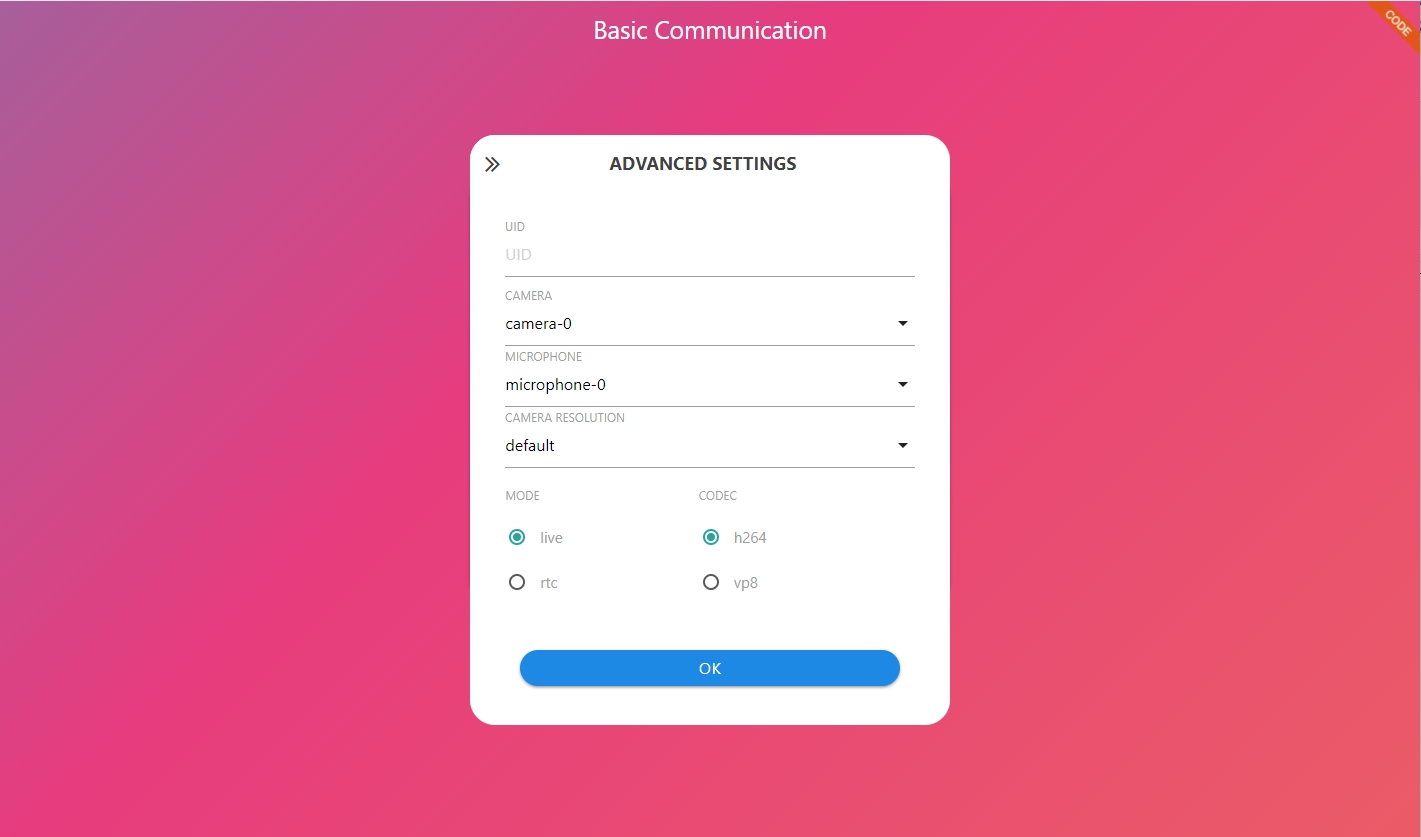 Basic Communication
CODE
ADVANCED SETTINGS
UID
UID
CAMERA
camera-0
MICROPHONE
microphone-0
CAMERA RESOLUTION
default
MODE CODEC
live h264
rtc vp8
OK